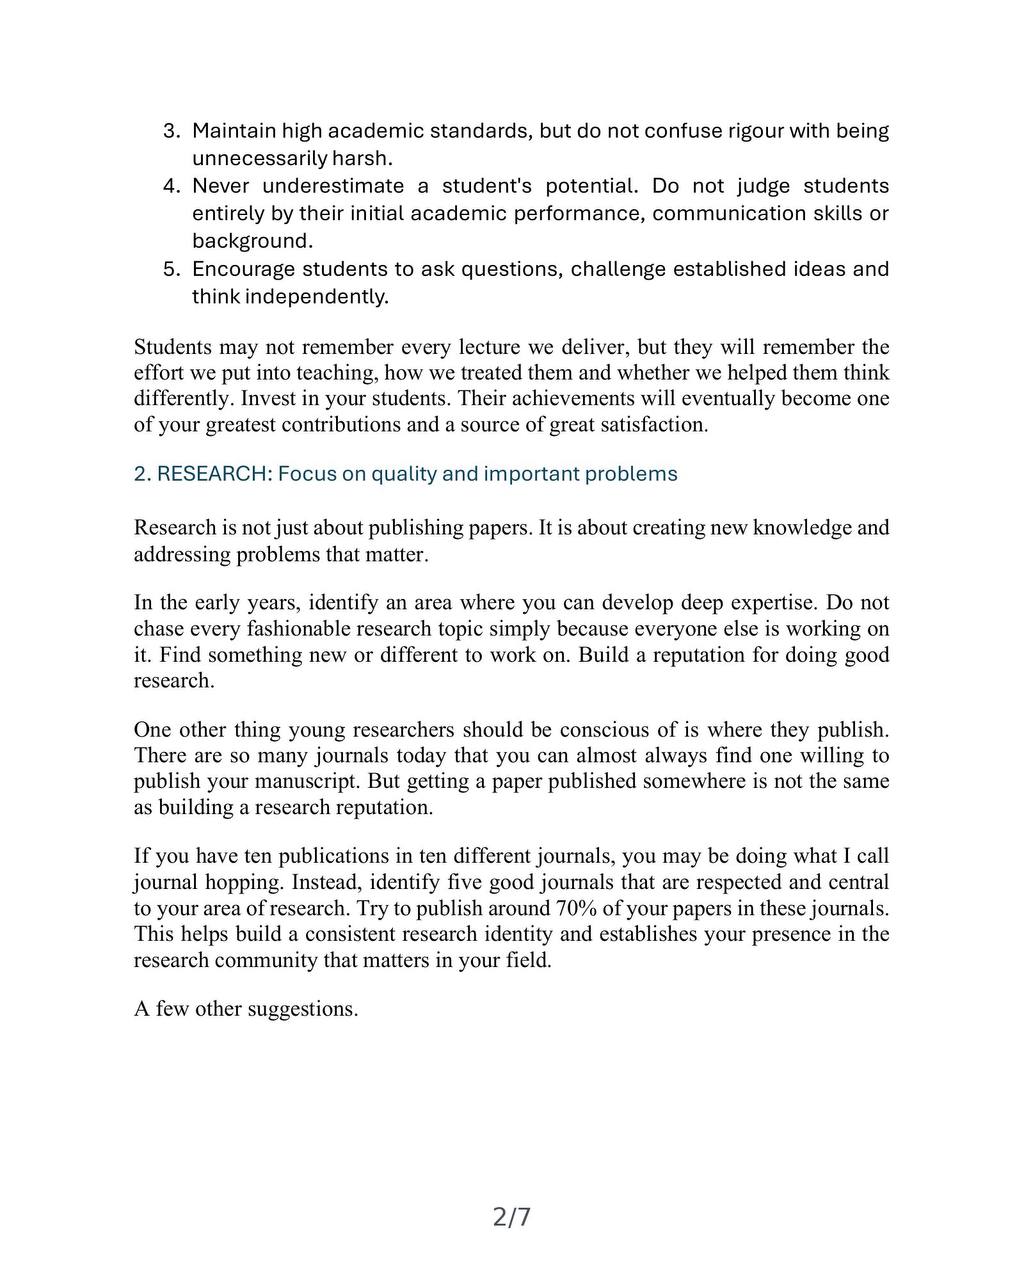 3. Maintain high academic standards, but do not confuse rigour with being
unnecessarily harsh.
4. Never underestimate a student's potential. Do not judge students
entirely by their initial academic performance, communication skills or
background.
5. Encourage students to ask questions, challenge established ideas and
think independently.
Students may not remember every lecture we deliver, but they will remember the
effort we put into teaching, how we treated them and whether we helped them think
differently. Invest in your students. Their achievements will eventually become one
of your greatest contributions and a source of great satisfaction.
2. RESEARCH: Focus on quality and important problems
Research is not just about publishing papers. It is about creating new knowledge and
addressing problems that matter.
In the early years, identify an area where you can develop deep expertise. Do not
chase every fashionable research topic simply because everyone else is working on
it. Find something new or different to work on. Build a reputation for doing good
research.
One other thing young researchers should be conscious of is where they publish.
There are so many journals today that you can almost always find one willing to
publish your manuscript. But getting a paper published somewhere is not the same
as building a research reputation.
If you have ten publications in ten different journals, you may be doing what I call
journal hopping. Instead, identify five good journals that are respected and central
to your area of research. Try to publish around 70% of your papers in these journals.
This helps build a consistent research identity and establishes your presence in the
research community that matters in your field.
A few other suggestions.
2/7